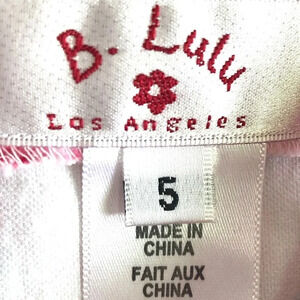 B. Lulu
Los Angeles
5
MADE IN
CHINA
FAIT AUX
CHINA